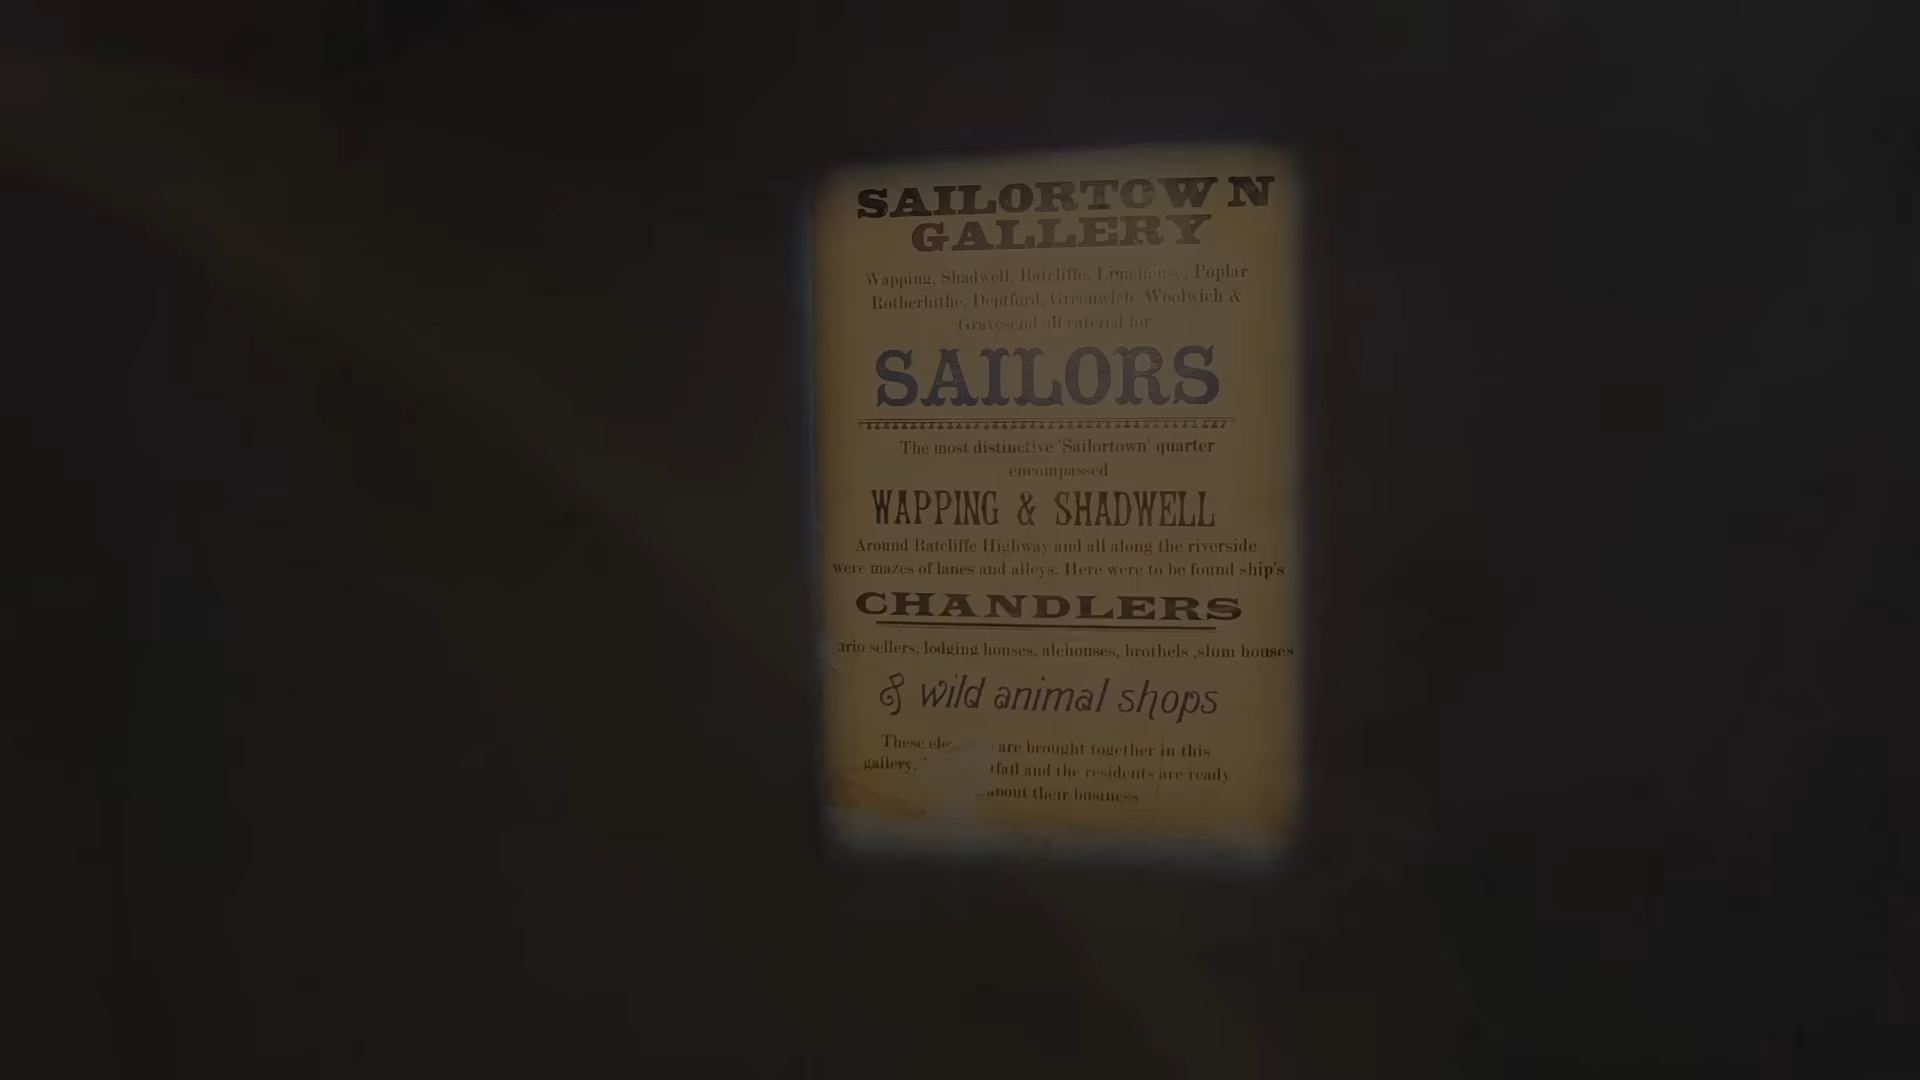 SAILORTOWN
GALLERY
Wapping, Shadwell, Ratcliffe, Limehouse, Poplar
Rotherhithe, Deptford, Greenwich, Woolwich &
Gravesend all catered for
SAILORS
The most distinctive 'Sailortown' quarter
encompassed
WAPPING & SHADWELL
Around Ratcliffe Highway and all along the riverside
were mazes of lanes and alleys. Here were to be found ship's
CHANDLERS
sellers, lodging houses, alehouses, brothels ,slum houses
& wild animal shops
These are brought together in this
gallery. and the residents are ready
about their business